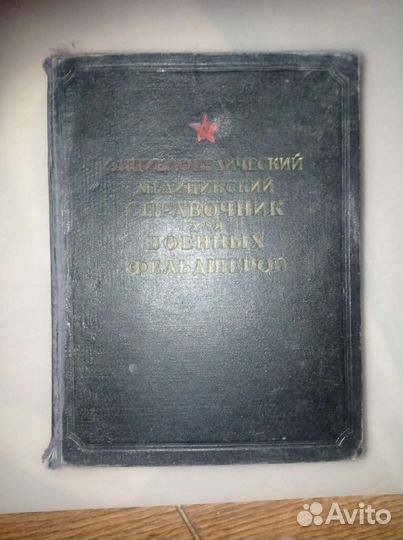 ЭНЦИКЛОПЕДИЧЕСКИЙ
МЕДИЦИНСКИЙ
СПРАВОЧНИК
ДЛЯ
ВОЕННЫХ
ФЕЛЬДШЕРОВ
Avito